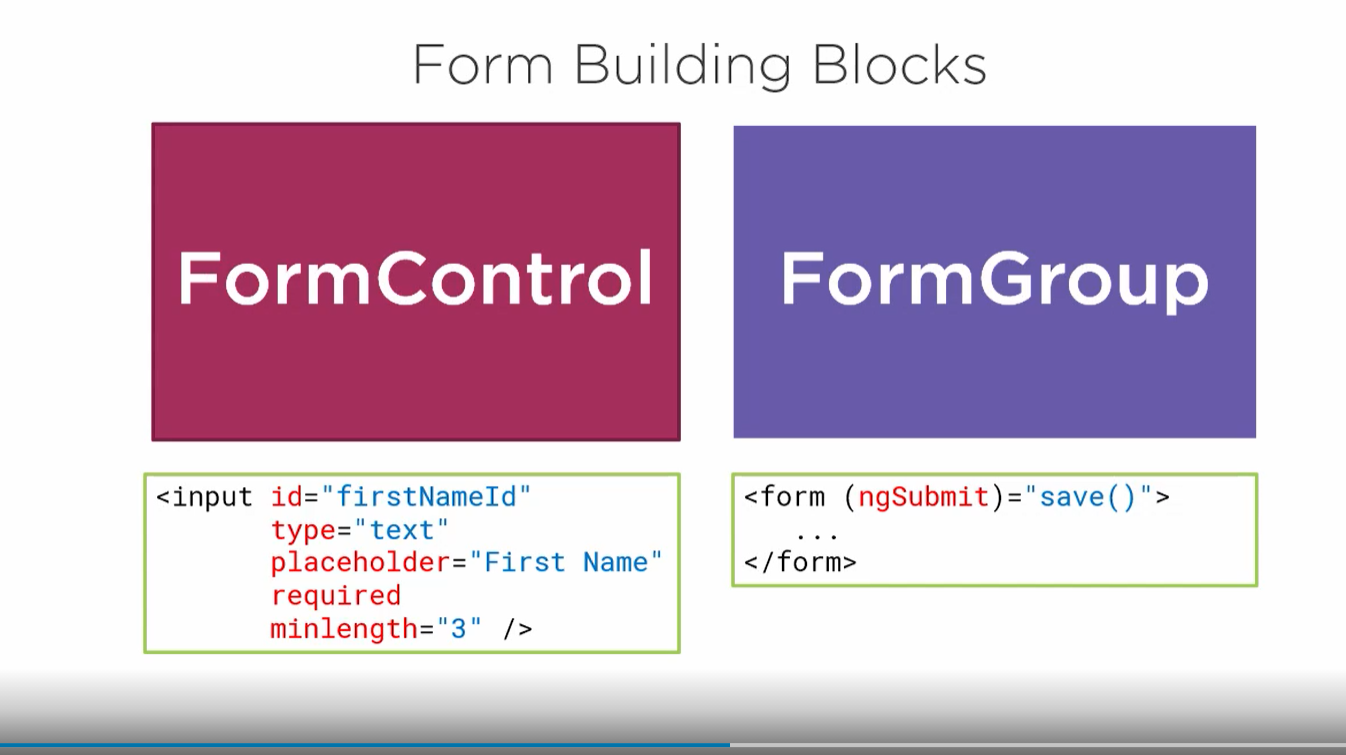 Form Building Blocks
FormControl
FormGroup
<input id="firstNameId"
type="text"
placeholder="First Name"
required
minlength="3" />
<form (ngSubmit)="save()">
...
</form>